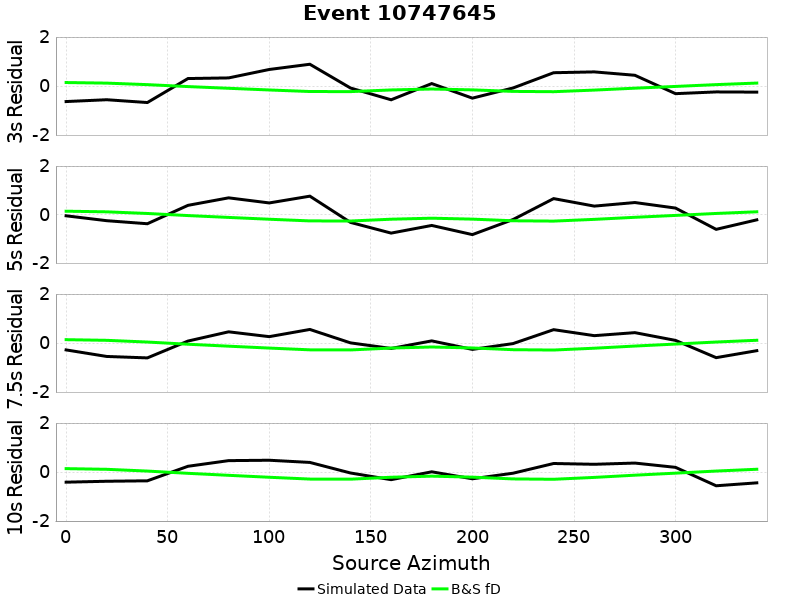 Event 10747645
3s Residual
2
0
-2
5s Residual
2
0
-2
7.5s Residual
2
0
-2
10s Residual
2
0
-2
0 50 100 150 200 250 300
Source Azimuth
Simulated Data B&S fD